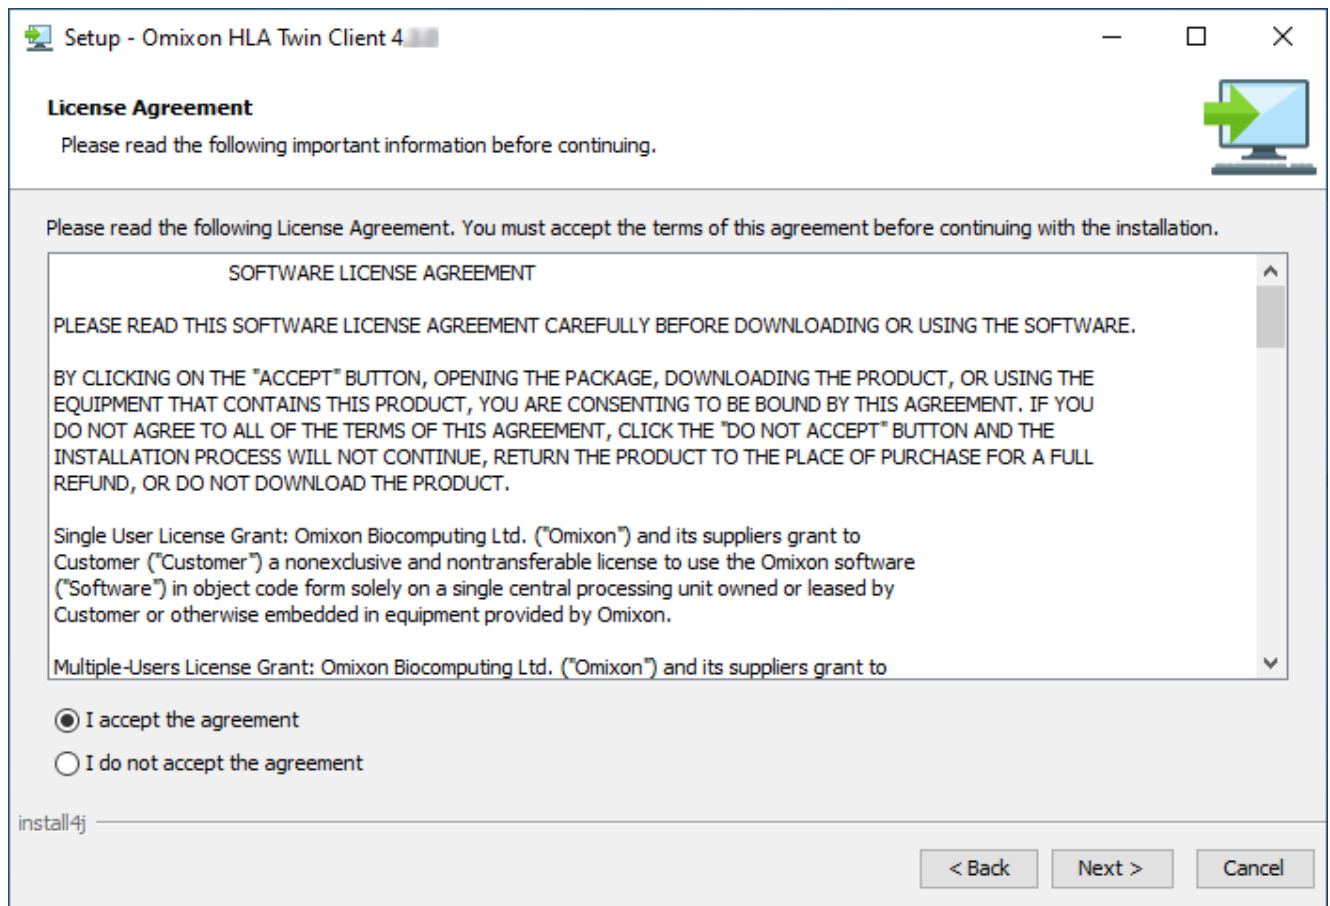 Setup - Omixon HLA Twin Client 4
License Agreement
Please read the following important information before continuing.
Please read the following License Agreement. You must accept the terms of this agreement before continuing with the installation.
SOFTWARE LICENSE AGREEMENT
PLEASE READ THIS SOFTWARE LICENSE AGREEMENT CAREFULLY BEFORE DOWNLOADING OR USING THE SOFTWARE.
BY CLICKING ON THE "ACCEPT" BUTTON, OPENING THE PACKAGE, DOWNLOADING THE PRODUCT, OR USING THE
EQUIPMENT THAT CONTAINS THIS PRODUCT, YOU ARE CONSENTING TO BE BOUND BY THIS AGREEMENT. IF YOU
DO NOT AGREE TO ALL OF THE TERMS OF THIS AGREEMENT, CLICK THE "DO NOT ACCEPT" BUTTON AND THE
INSTALLATION PROCESS WILL NOT CONTINUE, RETURN THE PRODUCT TO THE PLACE OF PURCHASE FOR A FULL
REFUND, OR DO NOT DOWNLOAD THE PRODUCT.
Single User License Grant: Omixon Biocomputing Ltd. ("Omixon") and its suppliers grant to
Customer ("Customer") a nonexclusive and nontransferable license to use the Omixon software
("Software") in object code form solely on a single central processing unit owned or leased by
Customer or otherwise embedded in equipment provided by Omixon.
Multiple-Users License Grant: Omixon Biocomputing Ltd. ("Omixon") and its suppliers grant to
I accept the agreement
I do not accept the agreement
install4j
< Back
Next >
Cancel